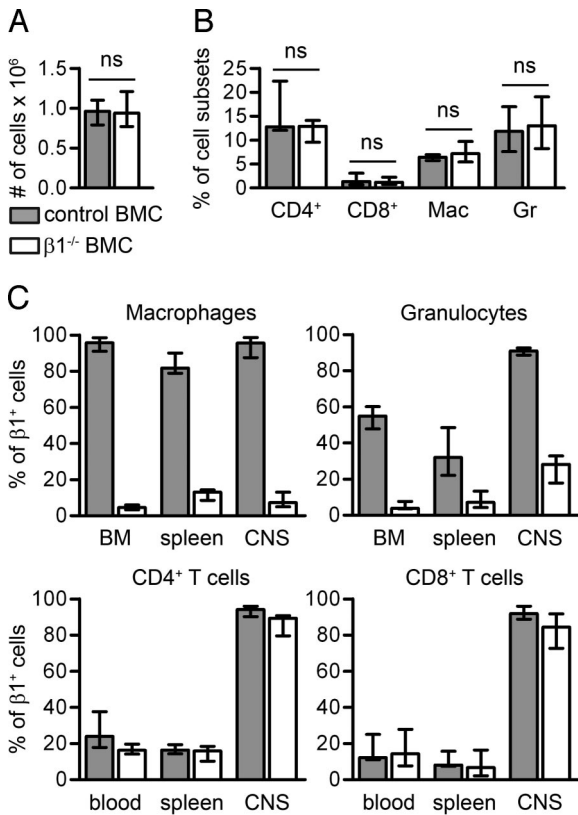 A
ns
1.5
1.0
0.5
0.0
# of cells x 10⁶
control BMC
β1⁻/⁻ BMC
B
ns
ns
ns
ns
25
20
15
10
5
0
% of cell subsets
CD4⁺ CD8⁺ Mac Gr
C
Macrophages
100
80
60
40
20
0
% of β1⁺ cells
BM spleen CNS
Granulocytes
100
80
60
40
20
0
BM spleen CNS
CD4⁺ T cells
100
80
60
40
20
0
% of β1⁺ cells
blood spleen CNS
CD8⁺ T cells
100
80
60
40
20
0
blood spleen CNS